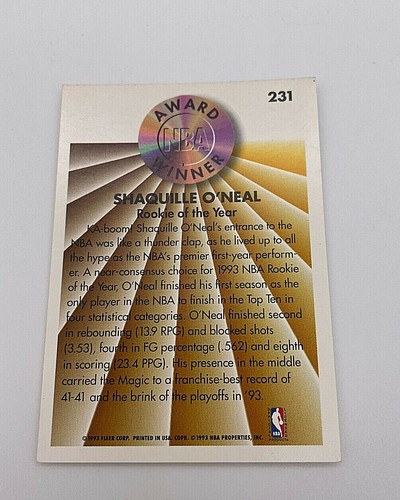 231
AWARD
NBA
WINNER
SHAQUILLE O'NEAL
Rookie of the Year
KA-boom! Shaquille O'Neal's entrance to the
NBA was like a thunder clap, as he lived up to all
the hype as the NBA's premier first-year perform-
er. A near-consensus choice for 1993 NBA Rookie
of the Year, O'Neal finished his first season as the
only player in the NBA to finish in the Top Ten in
four statistical categories. O'Neal finished second
in rebounding (13.9 RPG) and blocked shots
(3.53), fourth in FG percentage (.562) and eighth
in scoring (23.4 PPG). His presence in the middle
carried the Magic to a franchise-best record of
41-41 and the brink of the playoffs in '93.
©1993 FLEER CORP. PRINTED IN USA. COPR. ©1993 NBA PROPERTIES, INC.
NBA